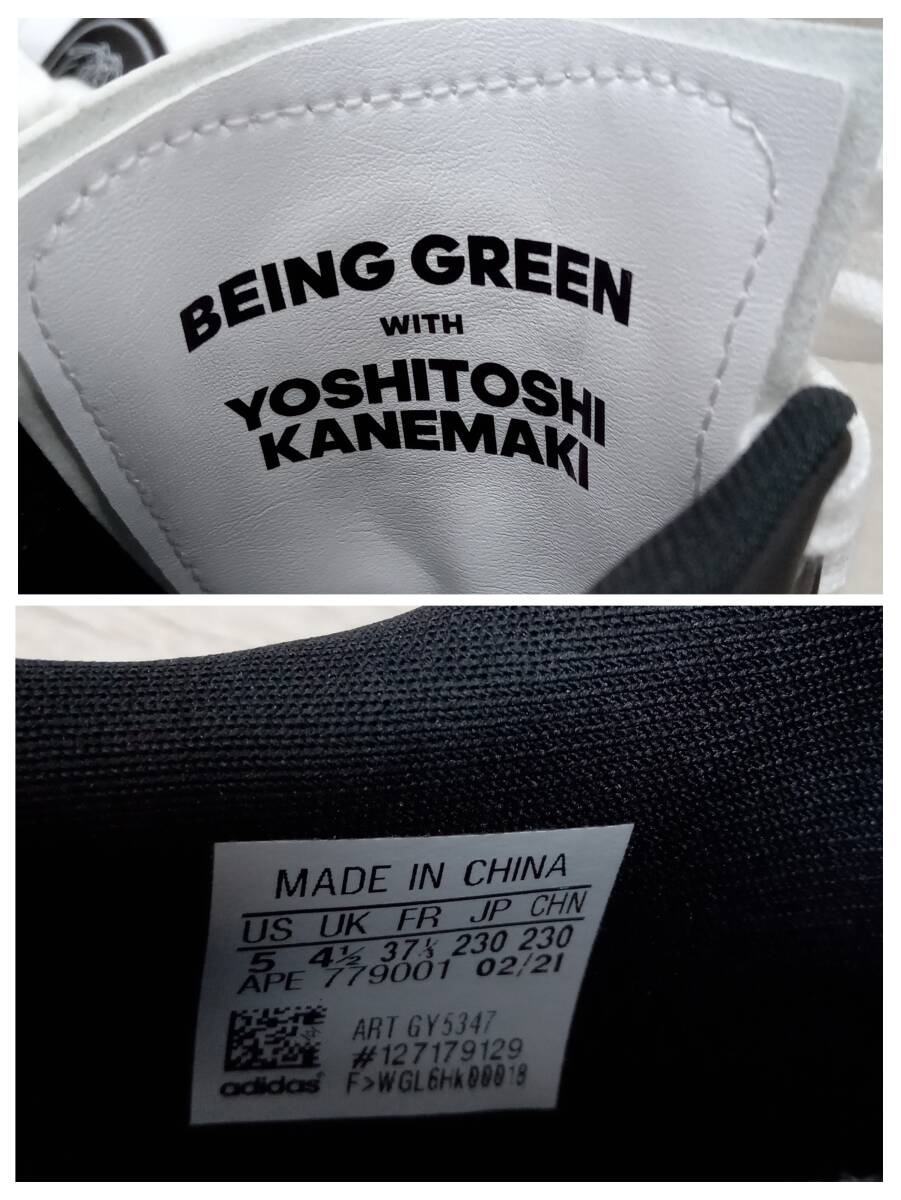 BEING GREEN
WITH
YOSHITOSHI
KANEMAKI
MADE IN CHINA
US UK FR JP CHN
5 4½ 37⅓ 230 230
APE 779001 02/21
ART GY5347
#127179129
F>WGL6Hk00018
adidas